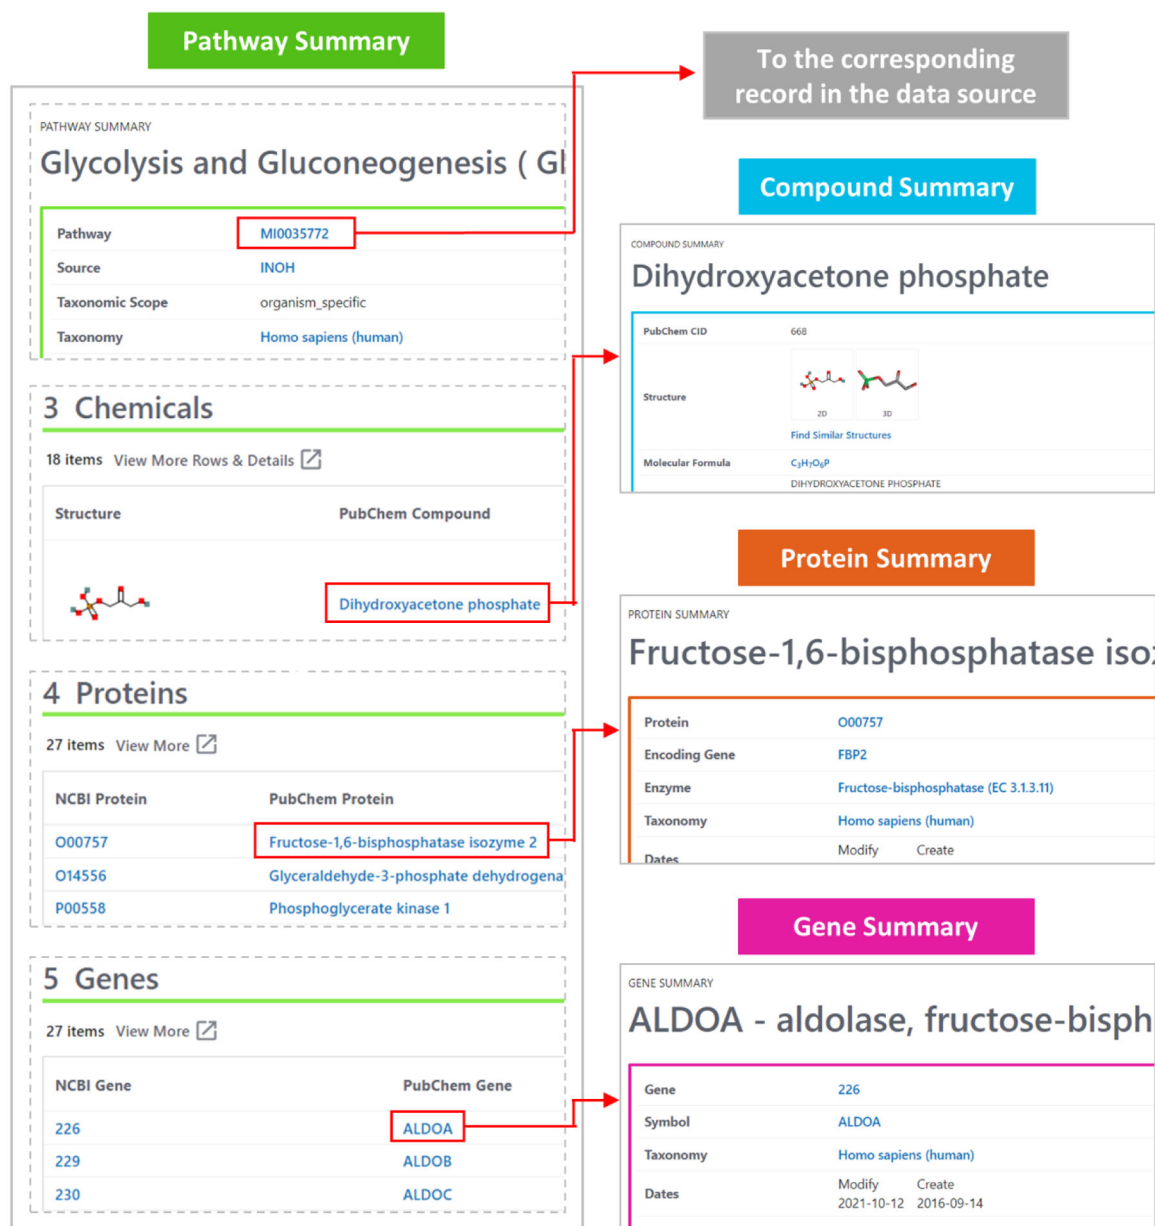 Pathway Summary
To the corresponding
record in the data source
PATHWAY SUMMARY
Glycolysis and Gluconeogenesis ( Gl
Pathway MI0035772
Source INOH
Taxonomic Scope organism_specific
Taxonomy Homo sapiens (human)
3 Chemicals
18 items View More Rows & Details
Structure PubChem Compound
Dihydroxyacetone phosphate
4 Proteins
27 items View More
NCBI Protein PubChem Protein
O00757 Fructose-1,6-bisphosphatase isozyme 2
O14556 Glyceraldehyde-3-phosphate dehydrogena
P00558 Phosphoglycerate kinase 1
5 Genes
27 items View More
NCBI Gene PubChem Gene
226 ALDOA
229 ALDOB
230 ALDOC
Compound Summary
COMPOUND SUMMARY
Dihydroxyacetone phosphate
PubChem CID 668
Structure
2D 3D
Find Similar Structures
Molecular Formula C₃H₇O₆P
DIHYDROXYACETONE PHOSPHATE
Protein Summary
PROTEIN SUMMARY
Fructose-1,6-bisphosphatase iso
Protein O00757
Encoding Gene FBP2
Enzyme Fructose-bisphosphatase (EC 3.1.3.11)
Taxonomy Homo sapiens (human)
Dates Modify Create
Gene Summary
GENE SUMMARY
ALDOA - aldolase, fructose-bisph
Gene 226
Symbol ALDOA
Taxonomy Homo sapiens (human)
Dates Modify Create
2021-10-12 2016-09-14